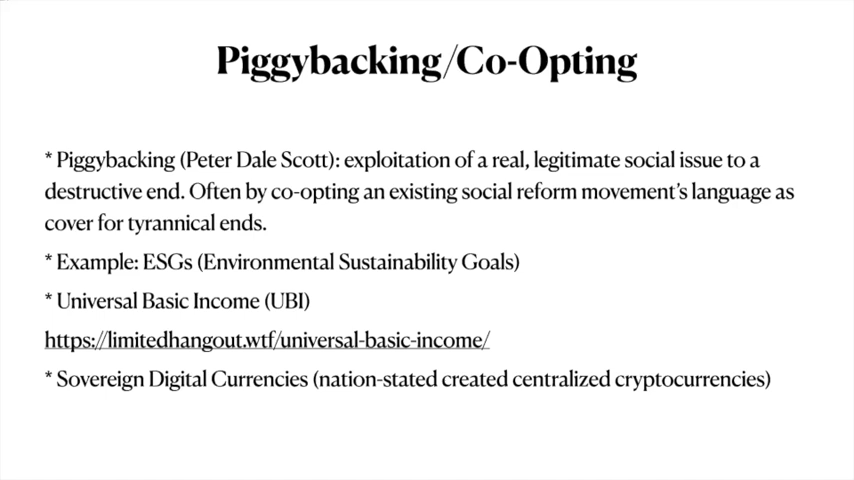 Piggybacking/Co-Opting
* Piggybacking (Peter Dale Scott): exploitation of a real, legitimate social issue to a
destructive end. Often by co-opting an existing social reform movement's language as
cover for tyrannical ends.
* Example: ESGs (Environmental Sustainability Goals)
* Universal Basic Income (UBI)
https://limitedhangout.wtf/universal-basic-income/
* Sovereign Digital Currencies (nation-stated created centralized cryptocurrencies)